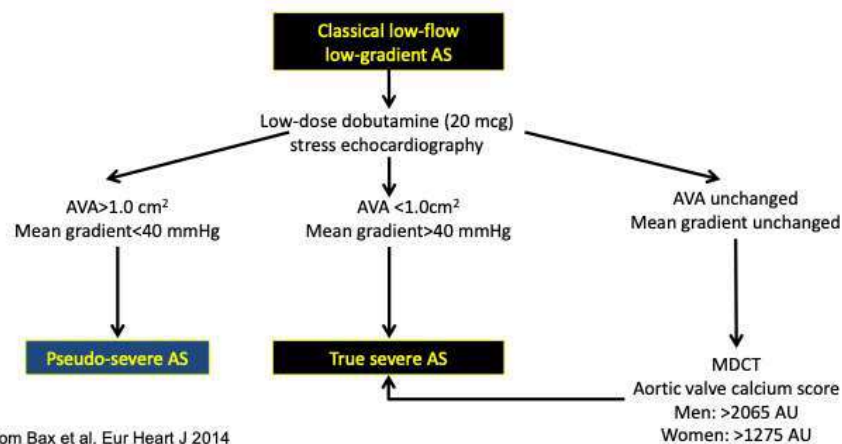 Classical low-flow
low-gradient AS
Low-dose dobutamine (20 mcg)
stress echocardiography
AVA>1.0 cm²
Mean gradient<40 mmHg
AVA <1.0cm²
Mean gradient>40 mmHg
AVA unchanged
Mean gradient unchanged
Pseudo-severe AS
True severe AS
MDCT
Aortic valve calcium score
Men: >2065 AU
Women: >1275 AU
om Bax et al. Eur Heart J 2014